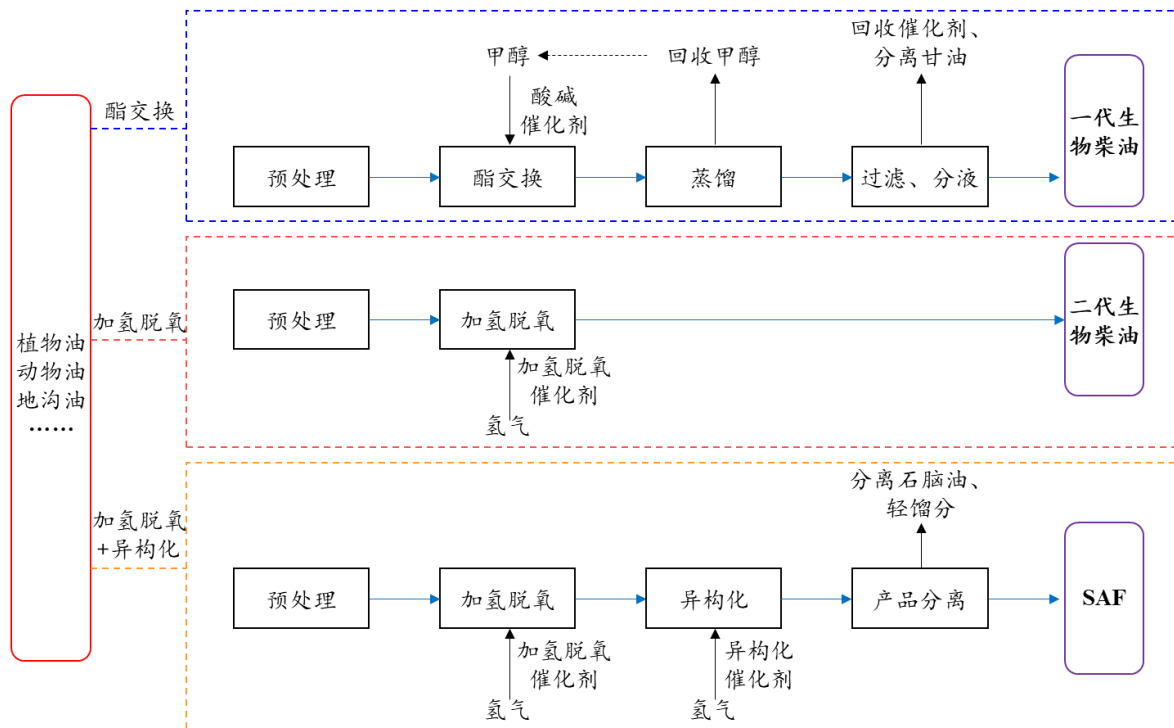 植物油
动物油
地沟油
……
酯交换
甲醇
回收甲醇
回收催化剂、
分离甘油
酸碱
催化剂
预处理
酯交换
蒸馏
过滤、分液
一代生
物柴油
加氢脱氧
预处理
加氢脱氧
加氢脱氧
催化剂
氢气
二代生
物柴油
加氢脱氧
+异构化
分离石脑油、
轻馏分
预处理
加氢脱氧
异构化
产品分离
SAF
加氢脱氧
催化剂
氢气
异构化
催化剂
氢气